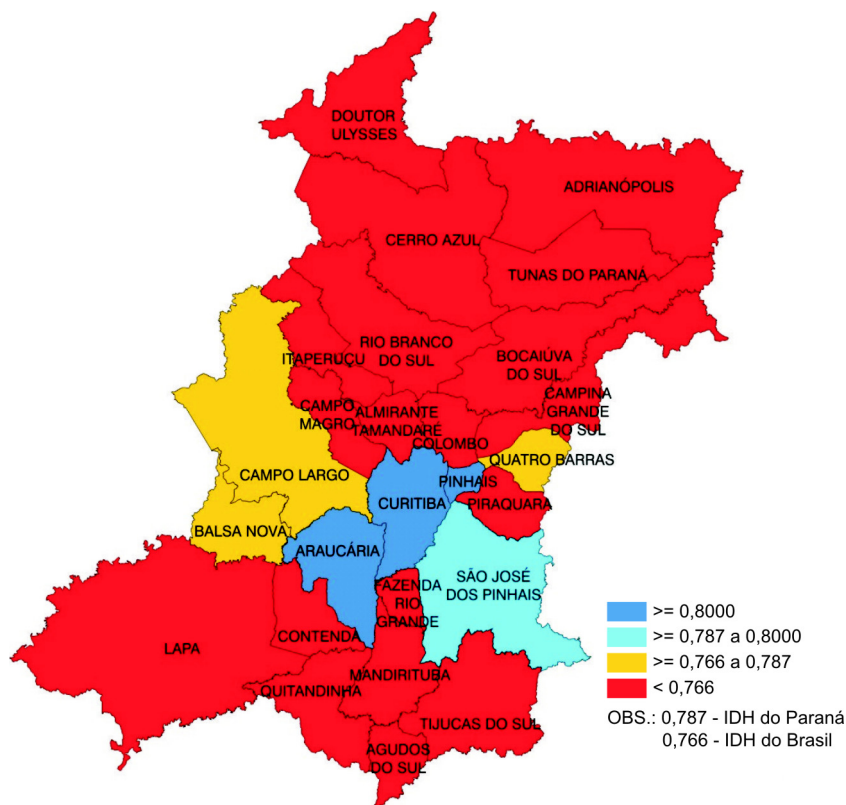 DOUTOR
ULYSSES
ADRIANÓPOLIS
CERRO AZUL
TUNAS DO PARANÁ
RIO BRANCO
DO SUL
ITAPERUÇU
BOCAIÚVA
DO SUL
CAMPINA
GRANDE
DO SUL
CAMPO
MAGRO
ALMIRANTE
TAMANDARÉ
COLOMBO
QUATRO BARRAS
CAMPO LARGO
PINHAIS
CURITIBA
PIRAQUARA
BALSA NOVA
ARAUCÁRIA
SÃO JOSÉ
DOS PINHAIS
FAZENDA
RIO
GRANDE
CONTENDA
LAPA
MANDIRITUBA
QUITANDINHA
TIJUCAS DO SUL
AGUDOS
DO SUL
>= 0,8000
>= 0,787 a 0,8000
>= 0,766 a 0,787
< 0,766
OBS.: 0,787 - IDH do Paraná
0,766 - IDH do Brasil